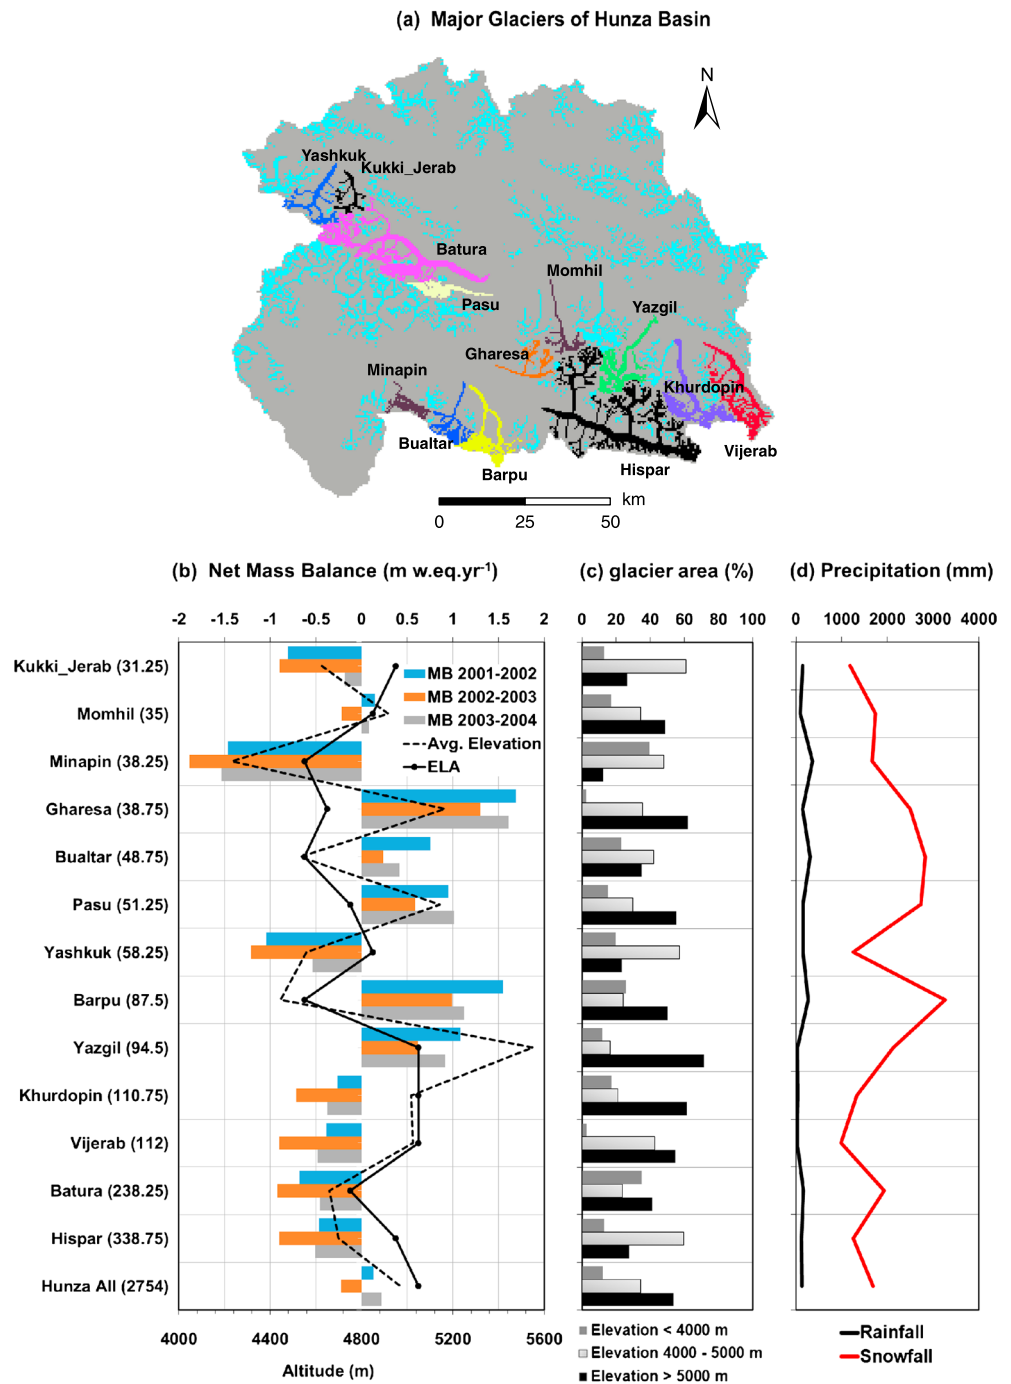 (a) Major Glaciers of Hunza Basin
N
Yashkuk
Kukki_Jerab
Batura
Momhil
Pasu
Yazgil
Gharesa
Minapin
Khurdopin
Bualtar
Vijerab
Barpu
Hispar
km
0 25 50
(b) Net Mass Balance (m w.eq.yr-1)
-2 -1.5 -1 -0.5 0 0.5 1 1.5 2
Kukki_Jerab (31.25)
Momhil (35)
Minapin (38.25)
Gharesa (38.75)
Bualtar (48.75)
Pasu (51.25)
Yashkuk (58.25)
Barpu (87.5)
Yazgil (94.5)
Khurdopin (110.75)
Vijerab (112)
Batura (238.25)
Hispar (338.75)
Hunza All (2754)
MB 2001-2002
MB 2002-2003
MB 2003-2004
Avg. Elevation
ELA
4000 4400 4800 5200 5600
Altitude (m)
(c) glacier area (%)
0 20 40 60 80 100
Elevation < 4000 m
Elevation 4000 - 5000 m
Elevation > 5000 m
(d) Precipitation (mm)
0 1000 2000 3000 4000
Rainfall
Snowfall